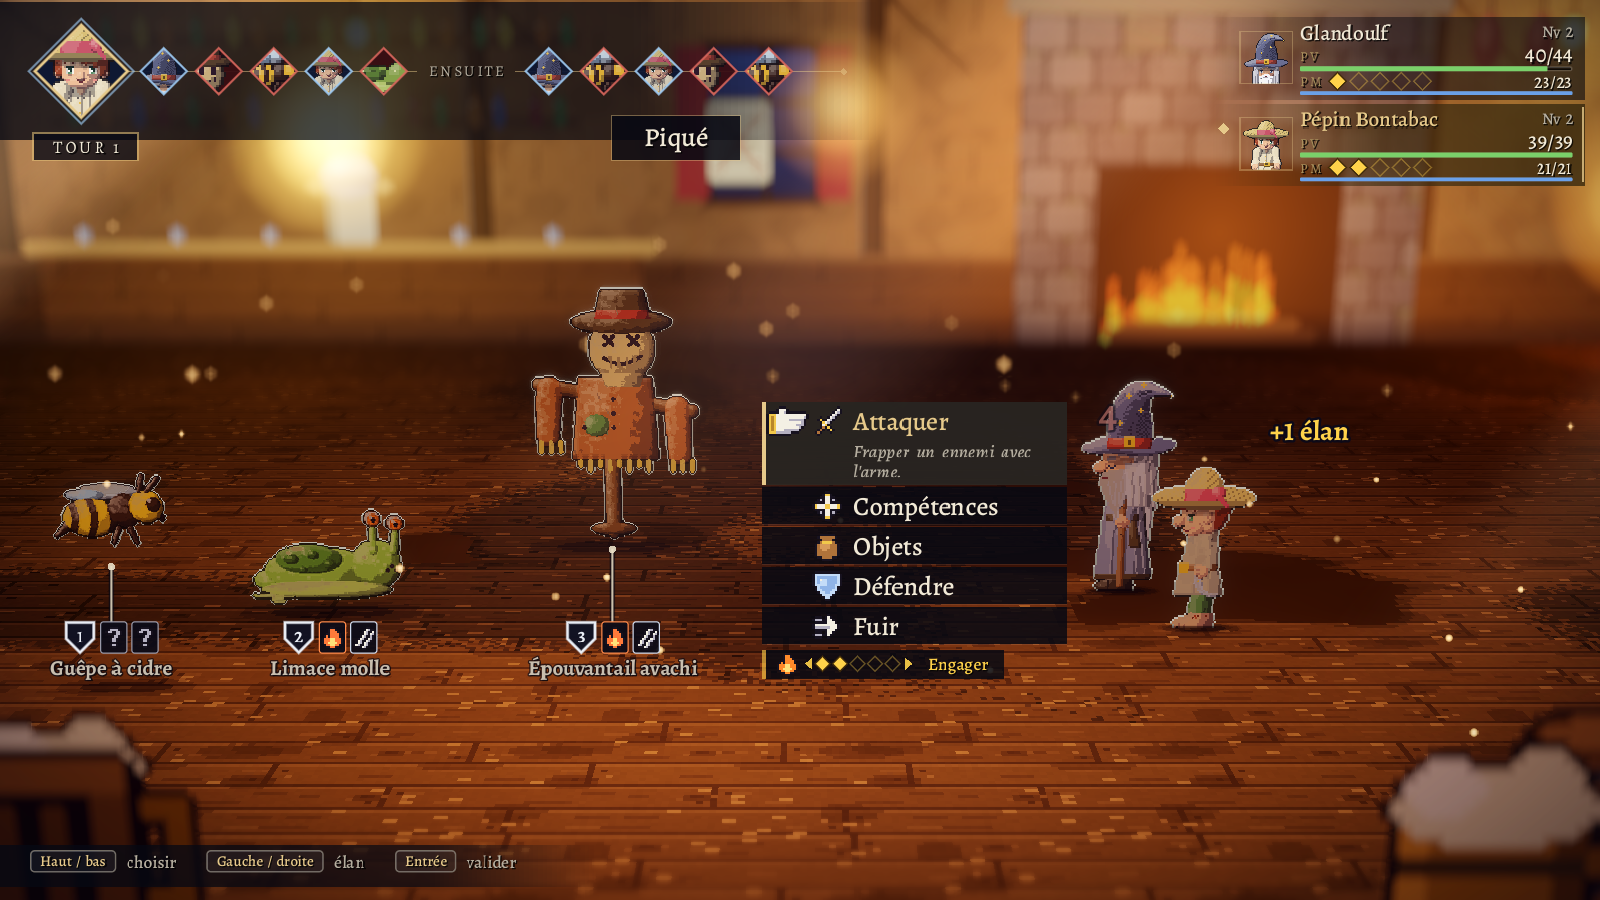 ENSUITE
TOUR 1
Piqué
Glandoulf
Nv 2
PV
40/44
PM
23/23
Pépin Bontabac
Nv 2
PV
39/39
PM
21/21
4
+1 élan
Attaquer
Frapper un ennemi avec
l'arme.
Compétences
Objets
Défendre
Fuir
Engager
1 ? ?
Guêpe à cidre
2
Limace molle
3
Épouvantail avachi
Haut / bas choisir Gauche / droite élan Entrée valider